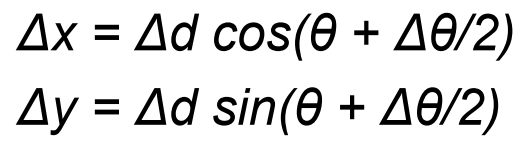 Δx = Δd cos(θ + Δθ/2)
Δy = Δd sin(θ + Δθ/2)